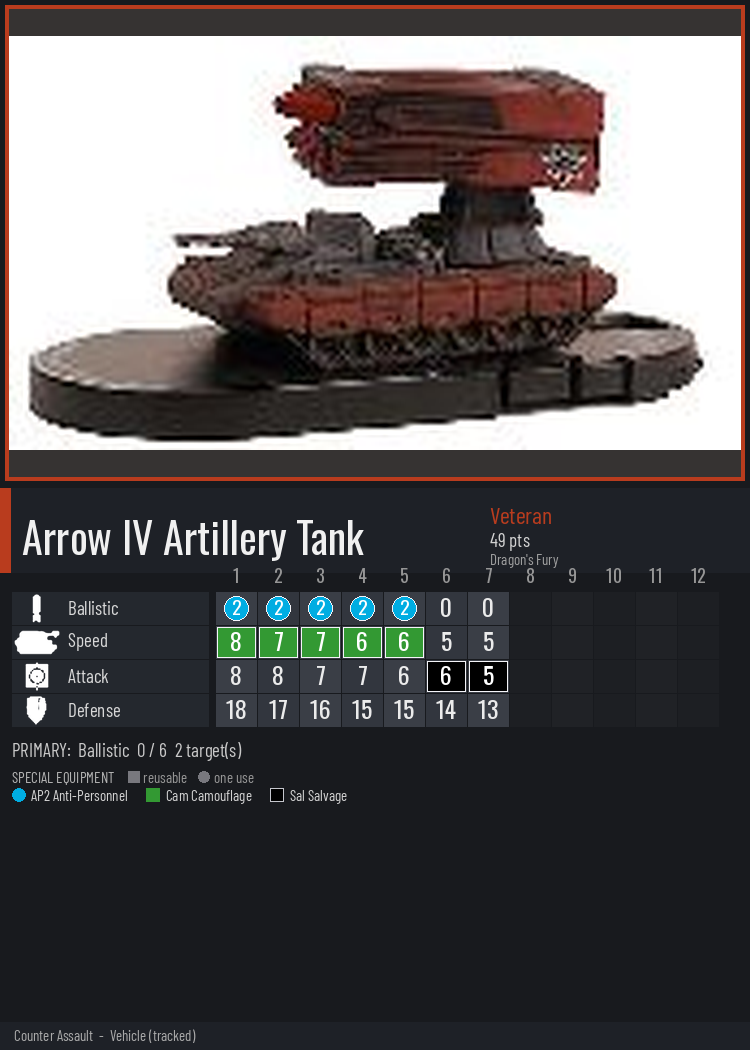 Arrow IV Artillery Tank
Veteran
49 pts
Dragon's Fury
1 2 3 4 5 6 7 8 9 10 11 12
Ballistic 2 2 2 2 2 0 0
Speed 8 7 7 6 6 5 5
Attack 8 8 7 7 6 6 5
Defense 18 17 16 15 15 14 13
PRIMARY: Ballistic 0 / 6 2 target(s)
SPECIAL EQUIPMENT reusable one use
AP2 Anti-Personnel Cam Camouflage Sal Salvage
Counter Assault - Vehicle (tracked)